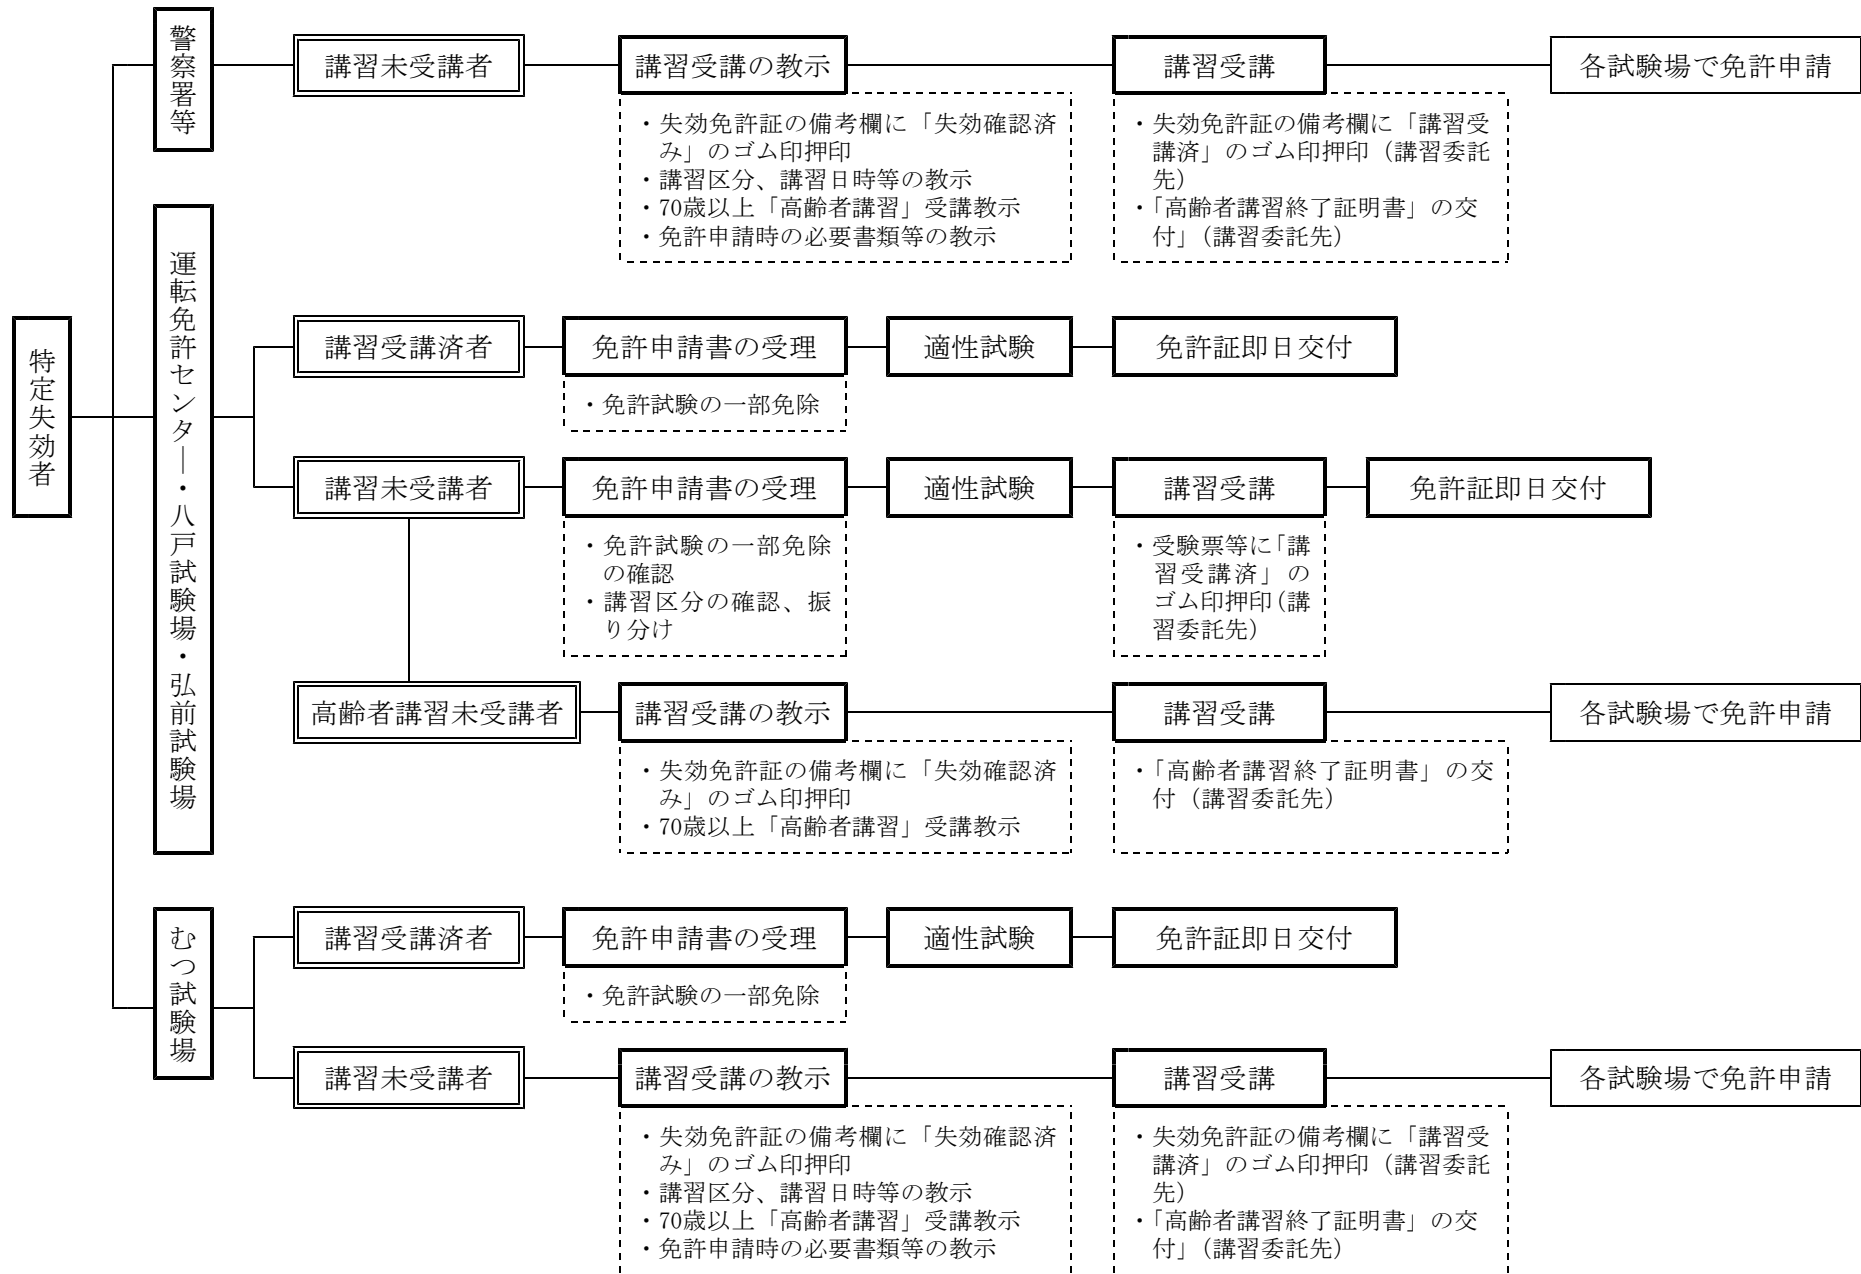 特定失効者
警察署等
講習未受講者
講習受講の教示
講習受講
各試験場で免許申請
・失効免許証の備考欄に「失効確認済
み」のゴム印押印
・講習区分、講習日時等の教示
・70歳以上「高齢者講習」受講教示
・免許申請時の必要書類等の教示
・失効免許証の備考欄に「講習受
講済」のゴム印押印（講習委託
先）
・「高齢者講習終了証明書」の交
付」（講習委託先）
運転免許センター・八戸試験場・弘前試験場
講習受講済者
免許申請書の受理
適性試験
免許証即日交付
・免許試験の一部免除
講習未受講者
免許申請書の受理
適性試験
講習受講
免許証即日交付
・免許試験の一部免除
の確認
・講習区分の確認、振
り分け
・受験票等に「講
習受講済」の
ゴム印押印（講
習委託先）
高齢者講習未受講者
講習受講の教示
講習受講
各試験場で免許申請
・失効免許証の備考欄に「失効確認済
み」のゴム印押印
・70歳以上「高齢者講習」受講教示
・「高齢者講習終了証明書」の交
付（講習委託先）
むつ試験場
講習受講済者
免許申請書の受理
適性試験
免許証即日交付
・免許試験の一部免除
講習未受講者
講習受講の教示
講習受講
各試験場で免許申請
・失効免許証の備考欄に「失効確認済
み」のゴム印押印
・講習区分、講習日時等の教示
・70歳以上「高齢者講習」受講教示
・免許申請時の必要書類等の教示
・失効免許証の備考欄に「講習受
講済」のゴム印押印（講習委託
先）
・「高齢者講習終了証明書」の交
付」（講習委託先）